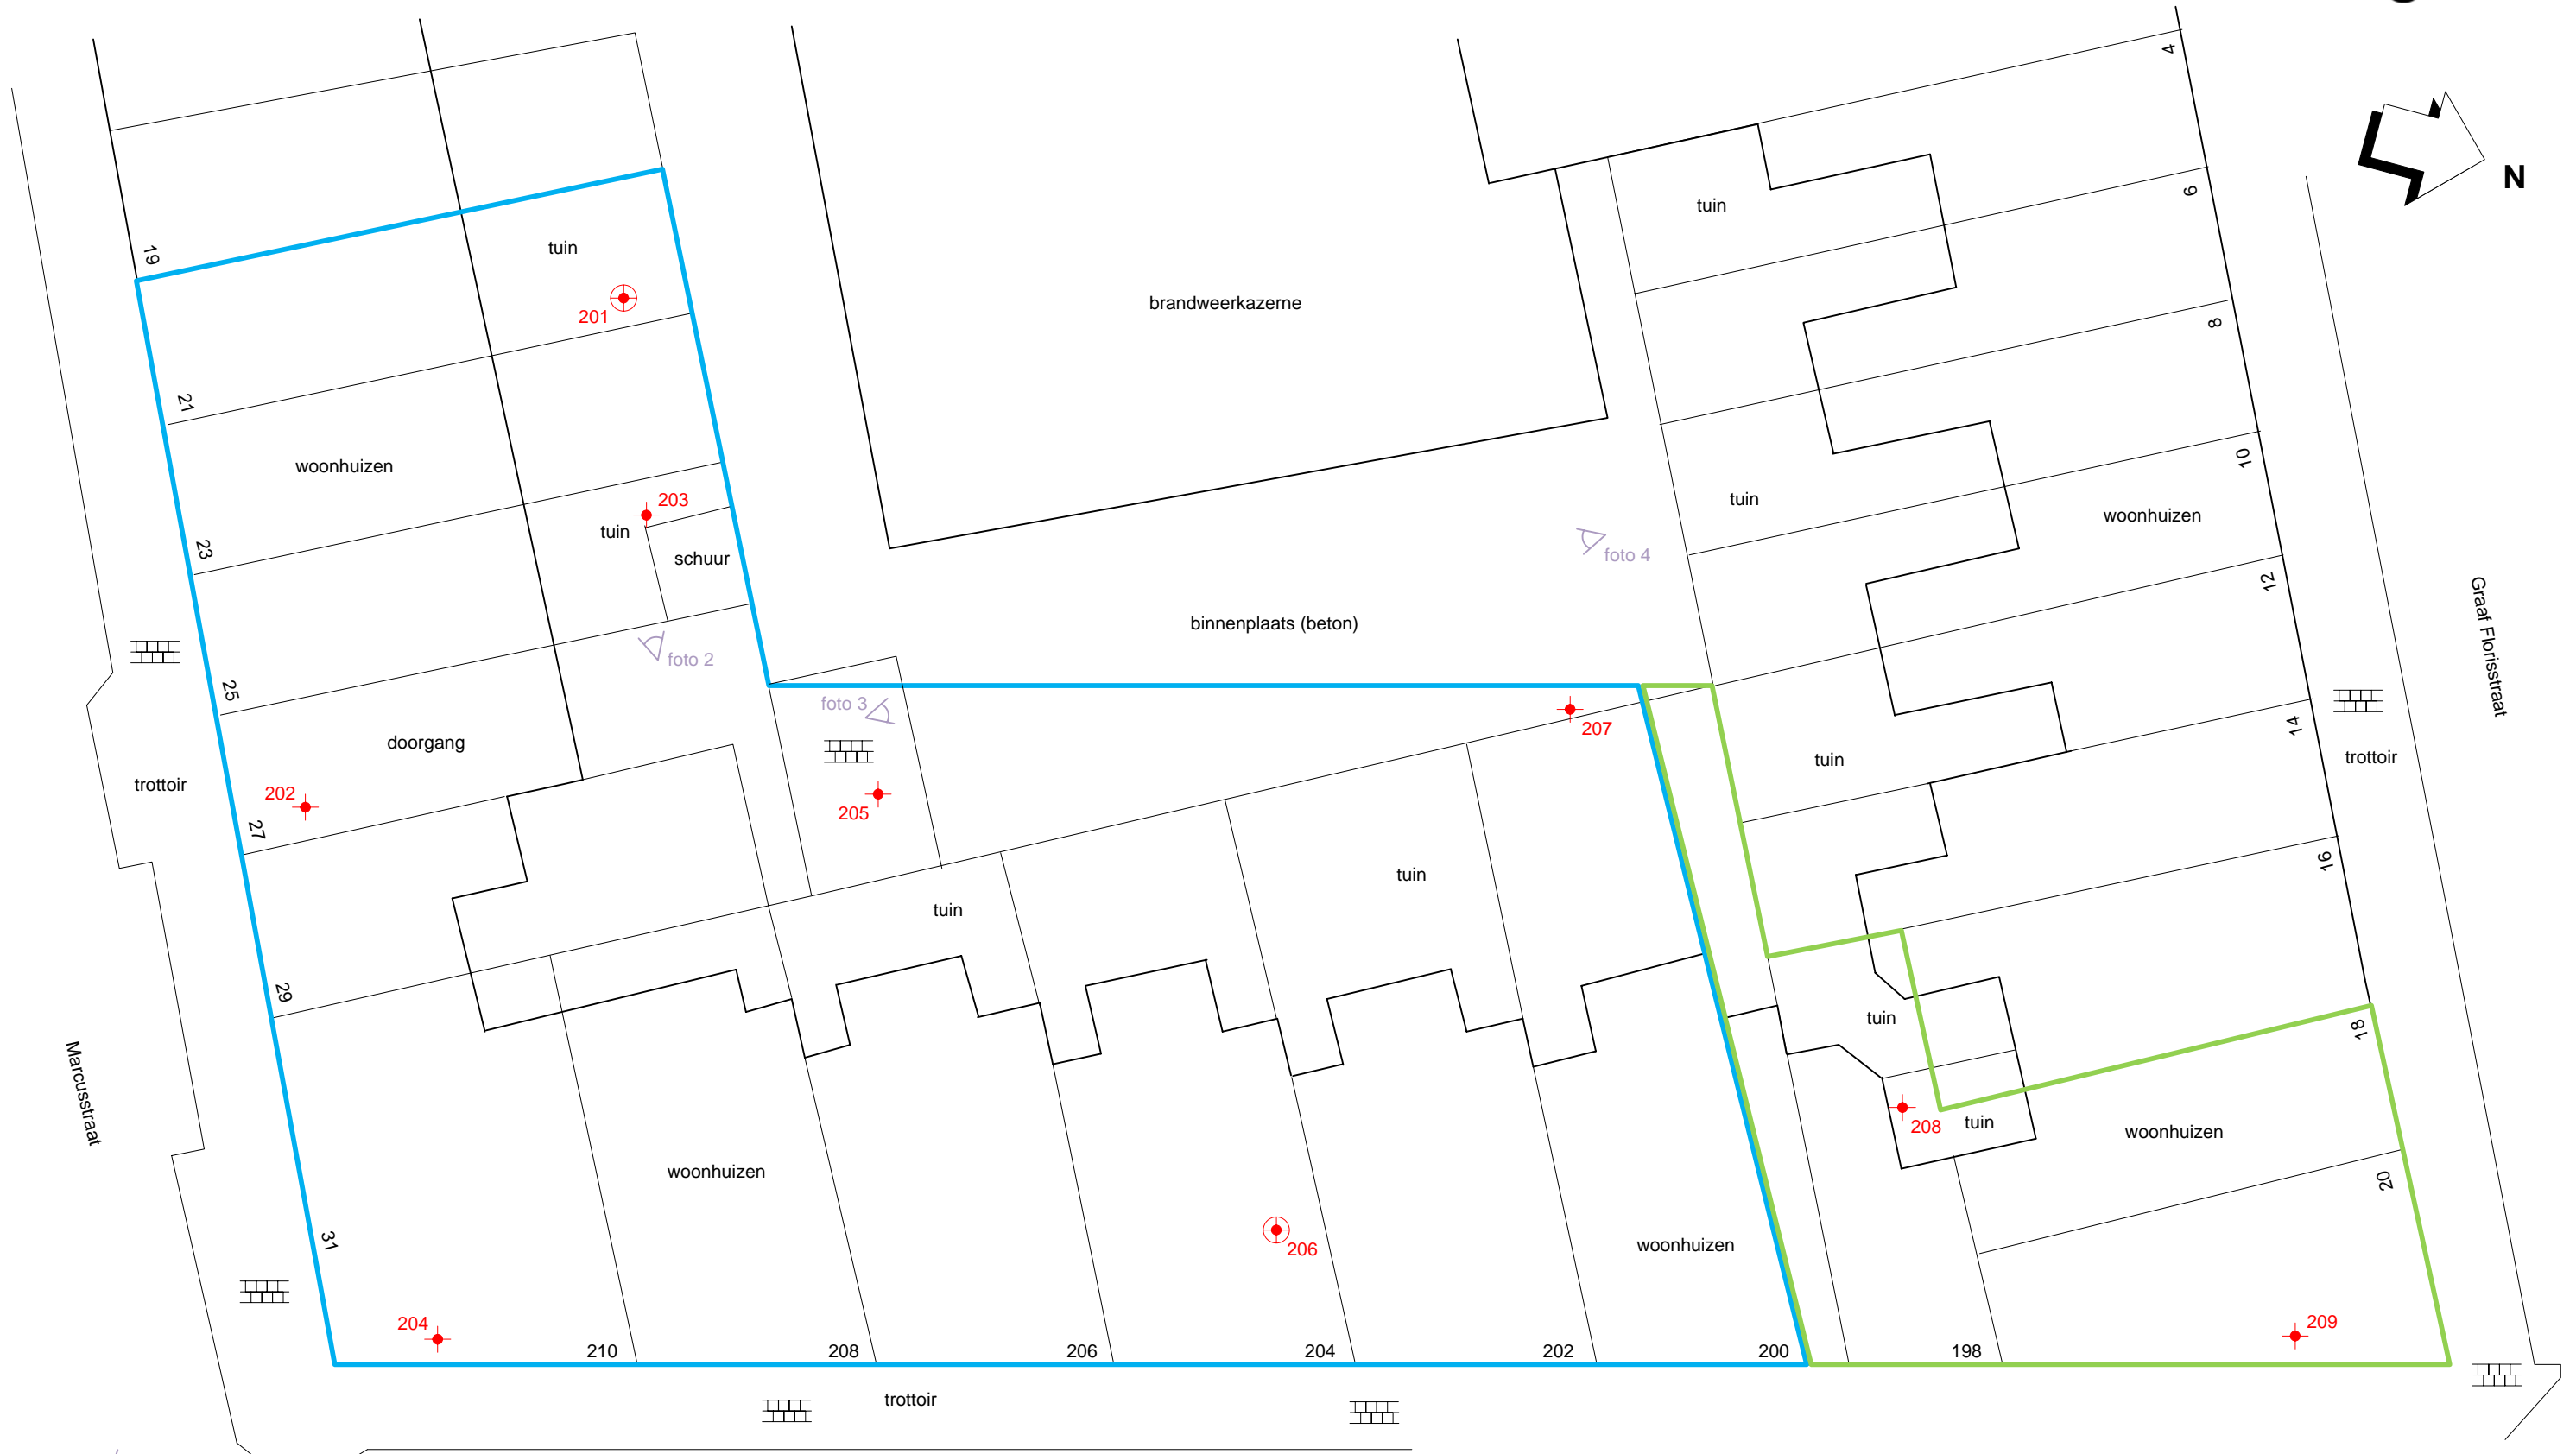 4
N
6
tuin
19
tuin
201
brandweerkazerne
8
21
woonhuizen
10
203
tuin
tuin
woonhuizen
23
schuur
foto 4
12
binnenplaats (beton)
Graaf Florisstraat
foto 2
25
foto 3
14
207
doorgang
tuin
trottoir
trottoir
202
205
27
16
tuin
tuin
29
tuin
18
Marcusstraat
208
tuin
woonhuizen
woonhuizen
20
31
206
woonhuizen
204
209
210
208
206
204
202
200
198
trottoir